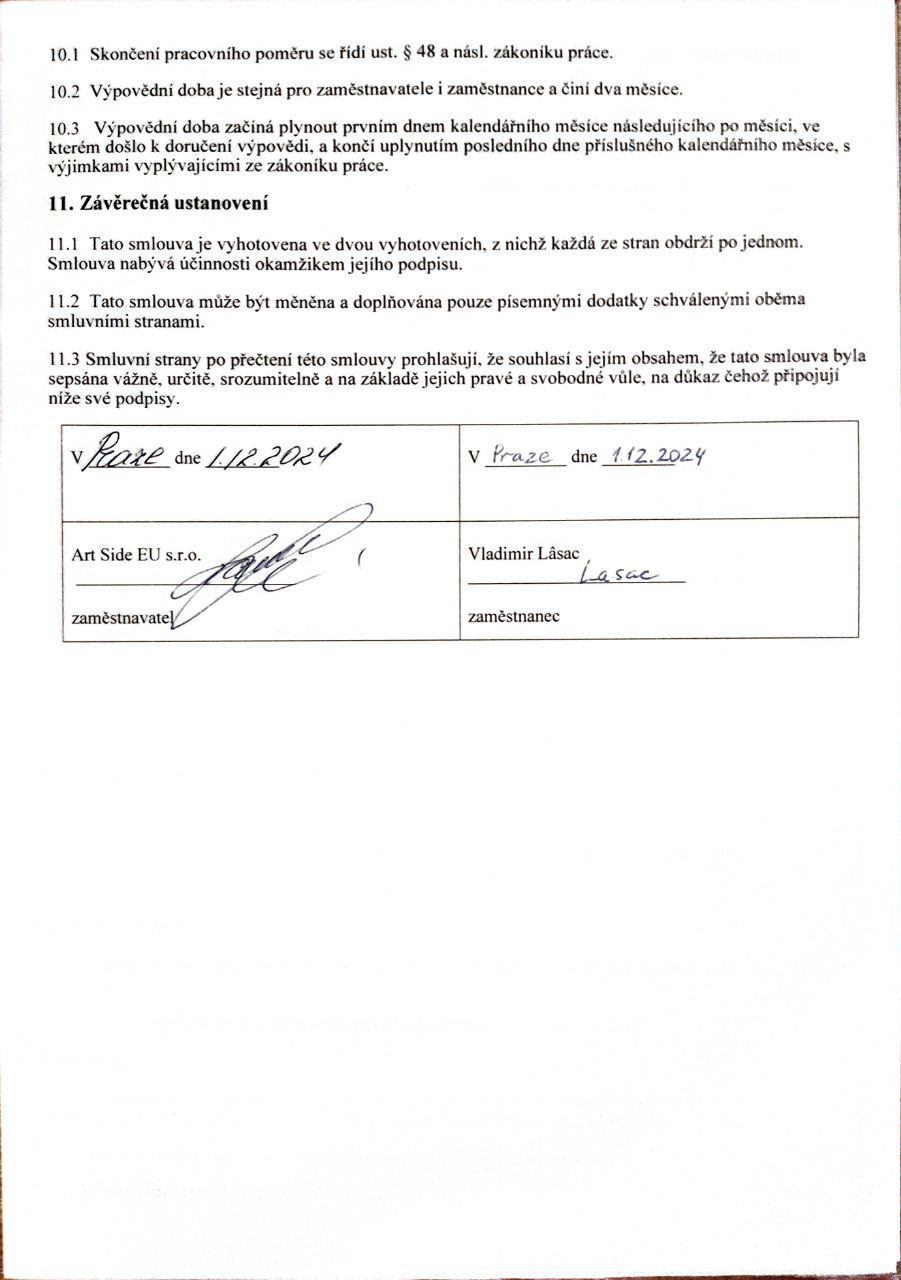 10.1 Skončení pracovního poměru se řídí ust. § 48 a násl. zákoníku práce.
10.2 Výpovědní doba je stejná pro zaměstnavatele i zaměstnance a činí dva měsíce.
10.3 Výpovědní doba začíná plynout prvním dnem kalendářního měsíce následujícího po měsíci, ve
kterém došlo k doručení výpovědi, a končí uplynutím posledního dne příslušného kalendářního měsíce, s
výjimkami vyplývajícími ze zákoníku práce.
11. Závěrečná ustanovení
11.1 Tato smlouva je vyhotovena ve dvou vyhotoveních, z nichž každá ze stran obdrží po jednom.
Smlouva nabývá účinnosti okamžikem jejího podpisu.
11.2 Tato smlouva může být měněna a doplňována pouze písemnými dodatky schválenými oběma
smluvními stranami.
11.3 Smluvní strany po přečtení této smlouvy prohlašují, že souhlasí s jejím obsahem, že tato smlouva byla
sepsána vážně, určitě, srozumitelně a na základě jejich pravé a svobodné vůle, na důkaz čehož připojují
níže své podpisy.
V Praze dne 1.12.2024
V Praze dne 1.12.2024
Art Side EU s.r.o.
zaměstnavatel
Vladimir Lâsac
Lasac
zaměstnanec